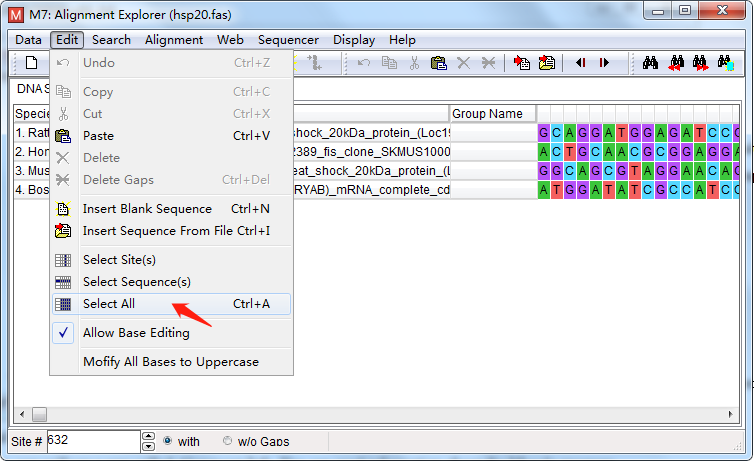 M7: Alignment Explorer (hsp20.fas)
Data Edit Search Alignment Web Sequencer Display Help
Undo Ctrl+Z
Copy Ctrl+C
Cut Ctrl+X
Paste Ctrl+V
Delete
Delete Gaps Ctrl+Del
Insert Blank Sequence Ctrl+N
Insert Sequence From File Ctrl+I
Select Site(s)
Select Sequence(s)
Select All Ctrl+A
Allow Base Editing
Mofify All Bases to Uppercase
DNA S
Species Group Name
1. Ratt shock_20kDa_protein_(Loc15 G C A G G A T G G A G A T C C C
2. Hom 2389_fis_clone_SKMUS1000 A C T G C A A C G C G G A G G
3. Mus eat_shock_20kDa_protein_(L G G C A G C G T A G G A A C A G
4. Bos RYAB)_mRNA_complete_cd A T G G A T A T C G C C A T C
Site # 632 with w/o Gaps